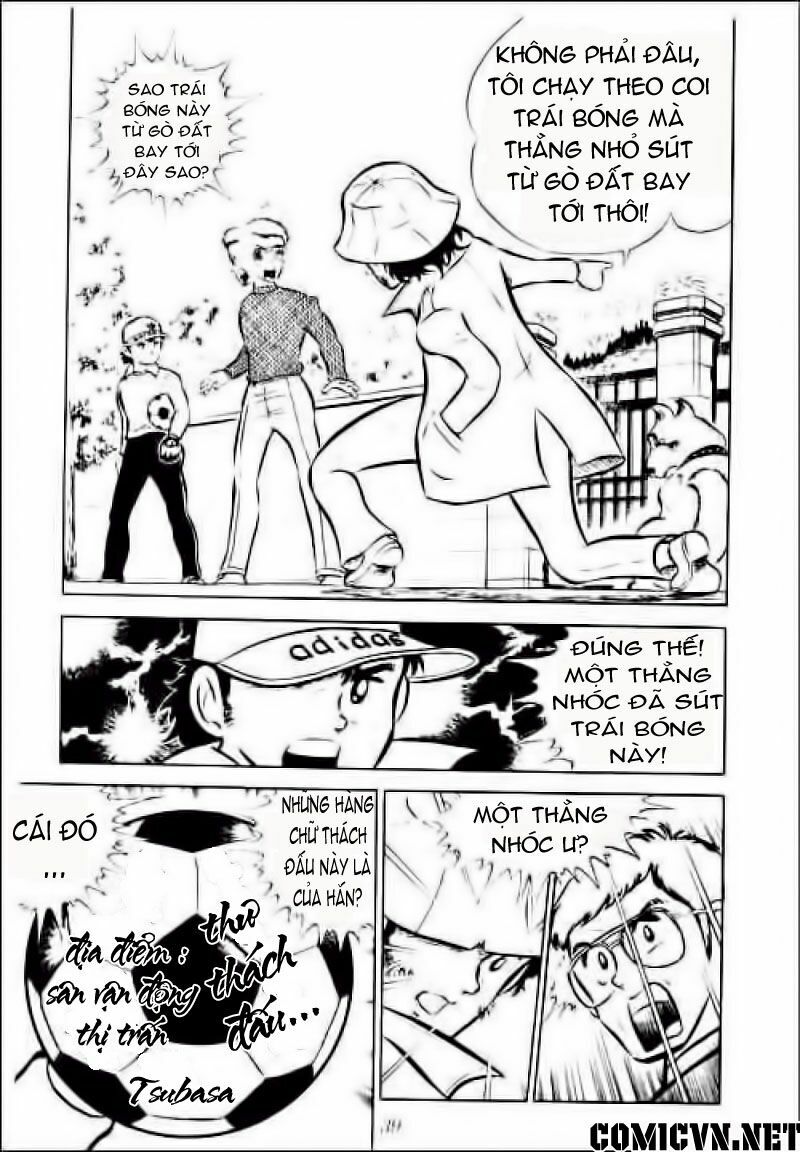 KHÔNG PHẢI ĐÂU,
TÔI CHẠY THEO COI
TRÁI BÓNG MÀ
THẰNG NHỎ SÚT
TỪ GÒ ĐẤT BAY
TỚI THÔI!
SAO TRÁI
BÓNG NÀY
TỪ GÒ ĐẤT
BAY TỚI
ĐÂY SAO?
adidas
ĐÚNG THẾ!
MỘT THẰNG
NHÓC ĐÃ SÚT
TRÁI BÓNG
NÀY!
CÁI ĐÓ
...
NHỮNG HÀNG
CHỮ THÁCH
ĐẤU NÀY LÀ
CỦA HẮN?
thư
thách
đấu...
địa điểm :
sân vận động
thị trấn
Tsubasa
MỘT THẰNG
NHÓC Ư?
COMICVN.NET